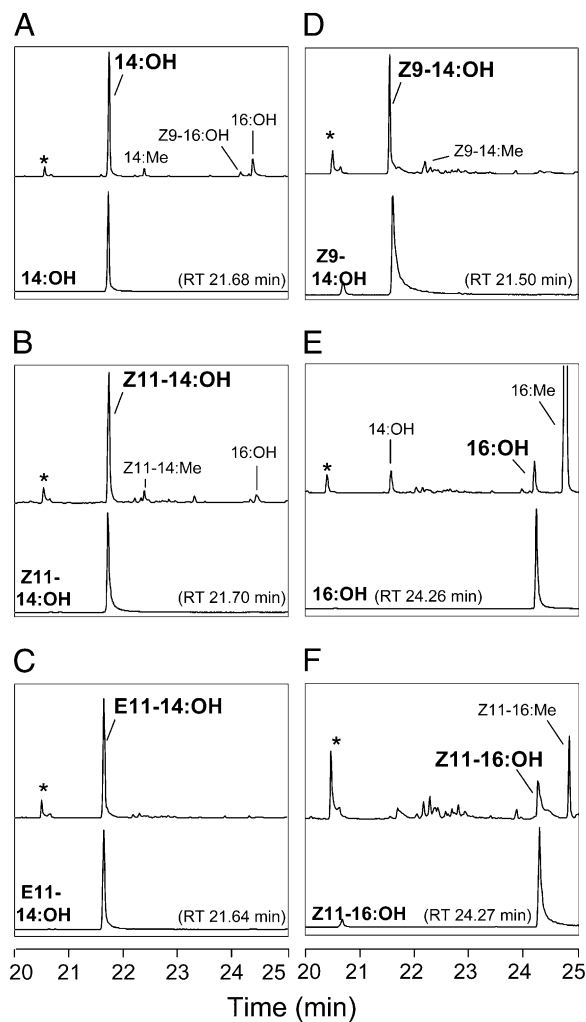 A
14:OH
16:OH
Z9-16:OH
*
14:Me
14:OH
(RT 21.68 min)
B
Z11-14:OH
16:OH
Z11-14:Me
*
Z11-
14:OH
(RT 21.70 min)
C
E11-14:OH
*
E11-
14:OH
(RT 21.64 min)
20 21 22 23 24 25
D
Z9-14:OH
*
Z9-14:Me
Z9-
14:OH
(RT 21.50 min)
E
16:Me
14:OH
16:OH
*
16:OH (RT 24.26 min)
F
Z11-16:Me
*
Z11-16:OH
Z11-16:OH (RT 24.27 min)
20 21 22 23 24 25
Time (min)